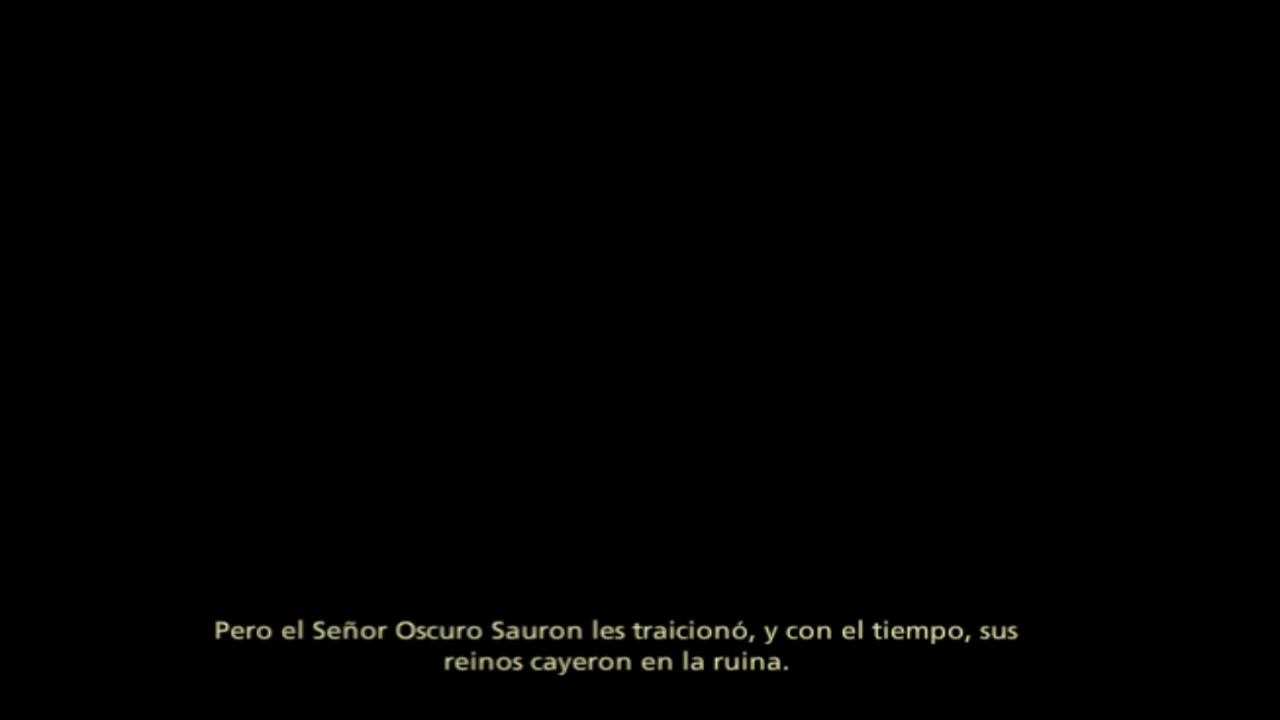 Pero el Señor Oscuro Sauron les traicionó, y con el tiempo, sus
reinos cayeron en la ruina.